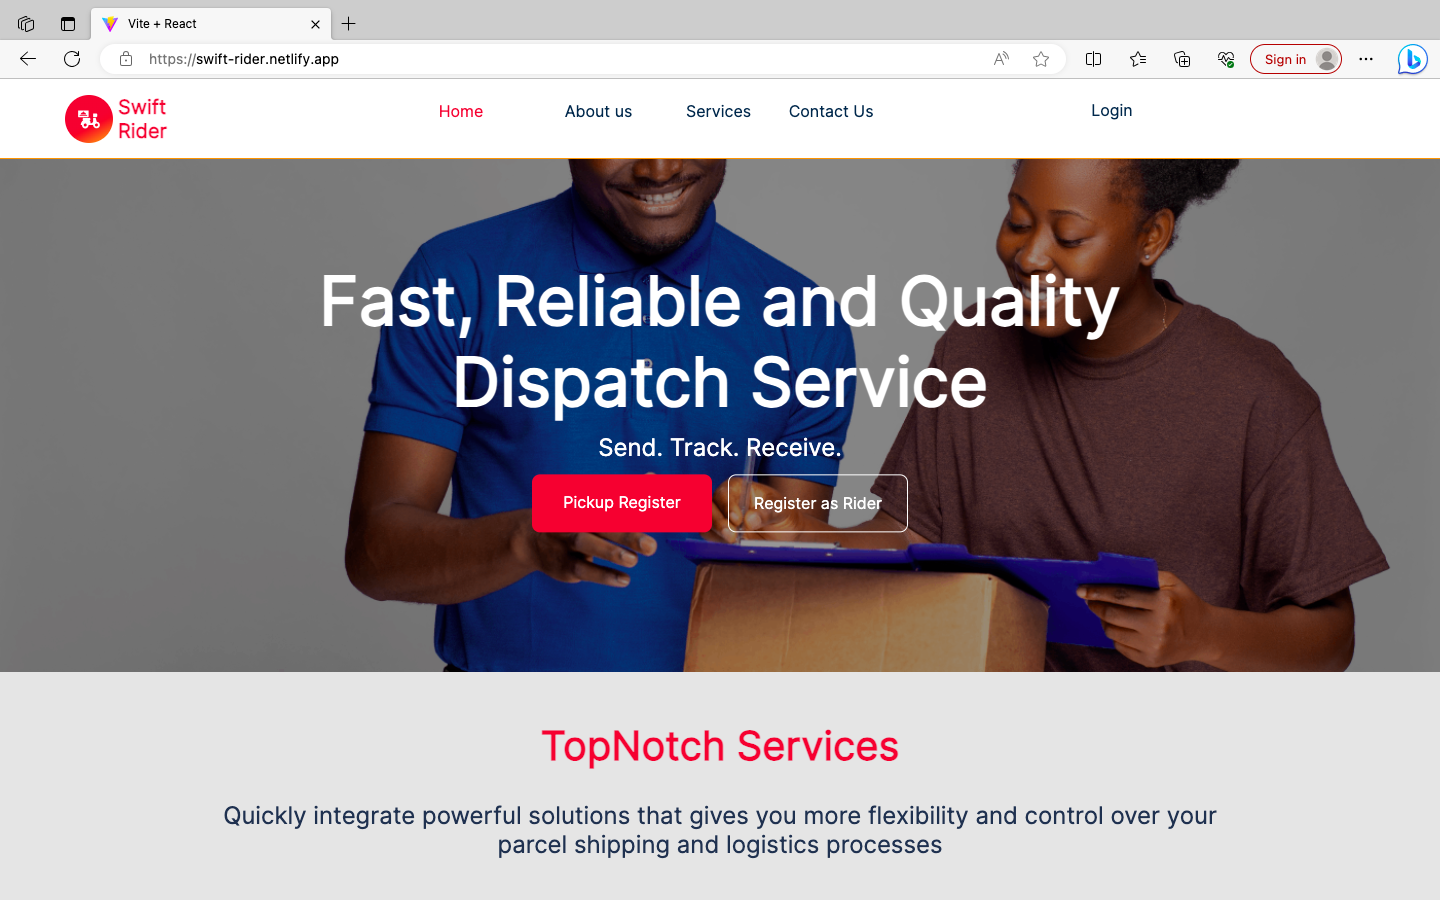 Vite + React
https://swift-rider.netlify.app
Sign in
Swift
Rider
Home
About us
Services
Contact Us
Login
Fast, Reliable and Quality
Dispatch Service
Send. Track. Receive.
Pickup Register
Register as Rider
TopNotch Services
Quickly integrate powerful solutions that gives you more flexibility and control over your
parcel shipping and logistics processes